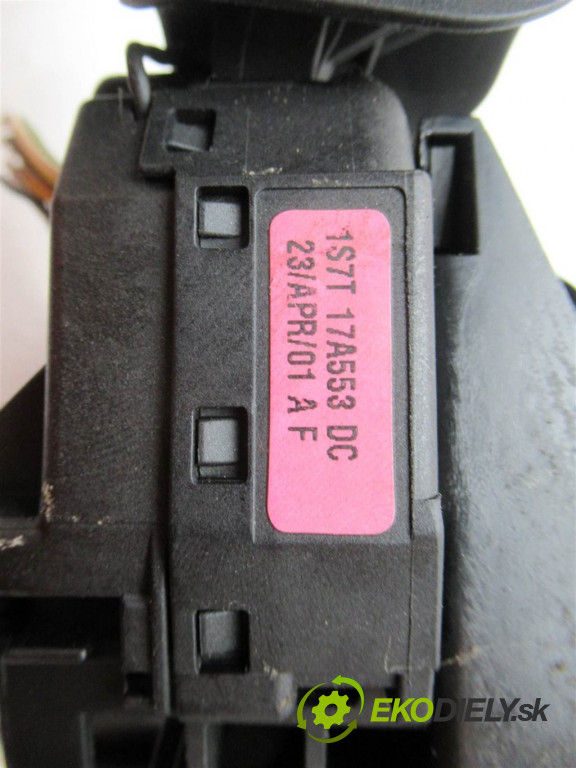 1S7T 17A553 DC
23/APR/01 A F
EKODIELY.sk